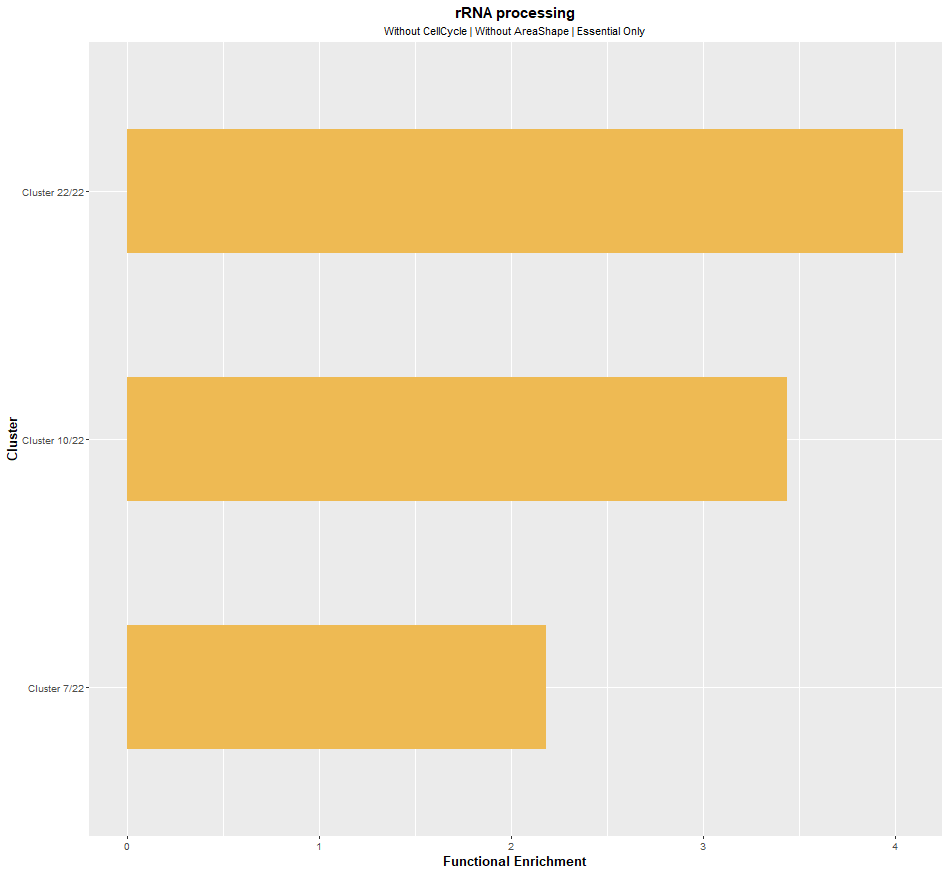 rRNA processing
Without CellCycle | Without AreaShape | Essential Only
Cluster
Cluster 22/22
Cluster 10/22
Cluster 7/22
0 1 2 3 4
Functional Enrichment